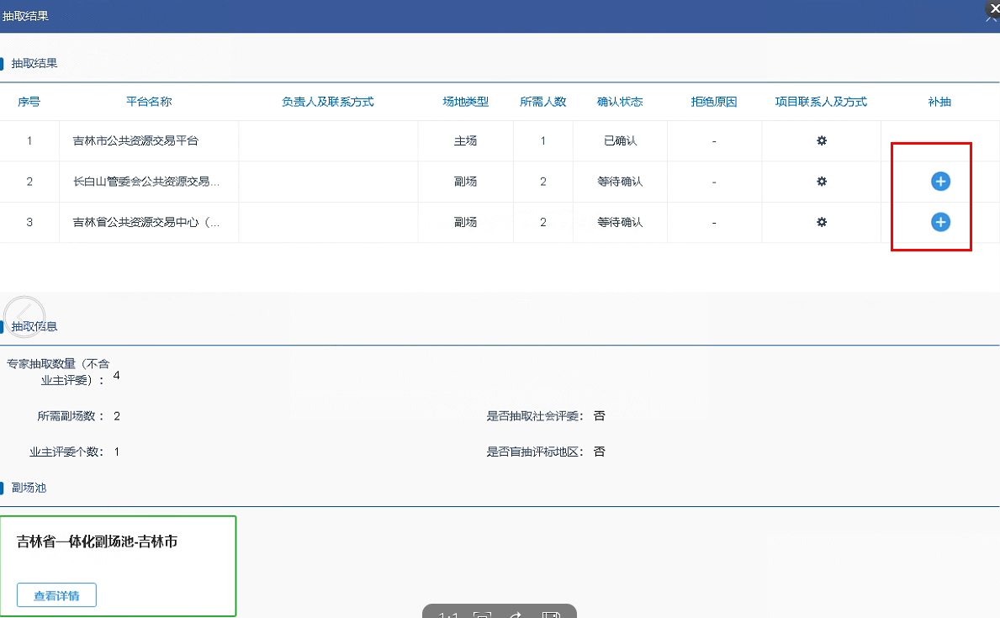 抽取结果
抽取结果
序号 平台名称 负责人及联系方式 场地类型 所需人数 确认状态 拒绝原因 项目联系人及方式 补抽
1 吉林市公共资源交易平台 主场 1 已确认 -
2 长白山管委会公共资源交易... 副场 2 等待确认 -
3 吉林省公共资源交易中心（... 副场 2 等待确认 -
抽取信息
专家抽取数量（不含
业主评委）： 4
所需副场数： 2 是否抽取社会评委： 否
业主评委个数： 1 是否盲抽评标地区： 否
副场池
吉林省一体化副场池-吉林市
查看详情
1:1